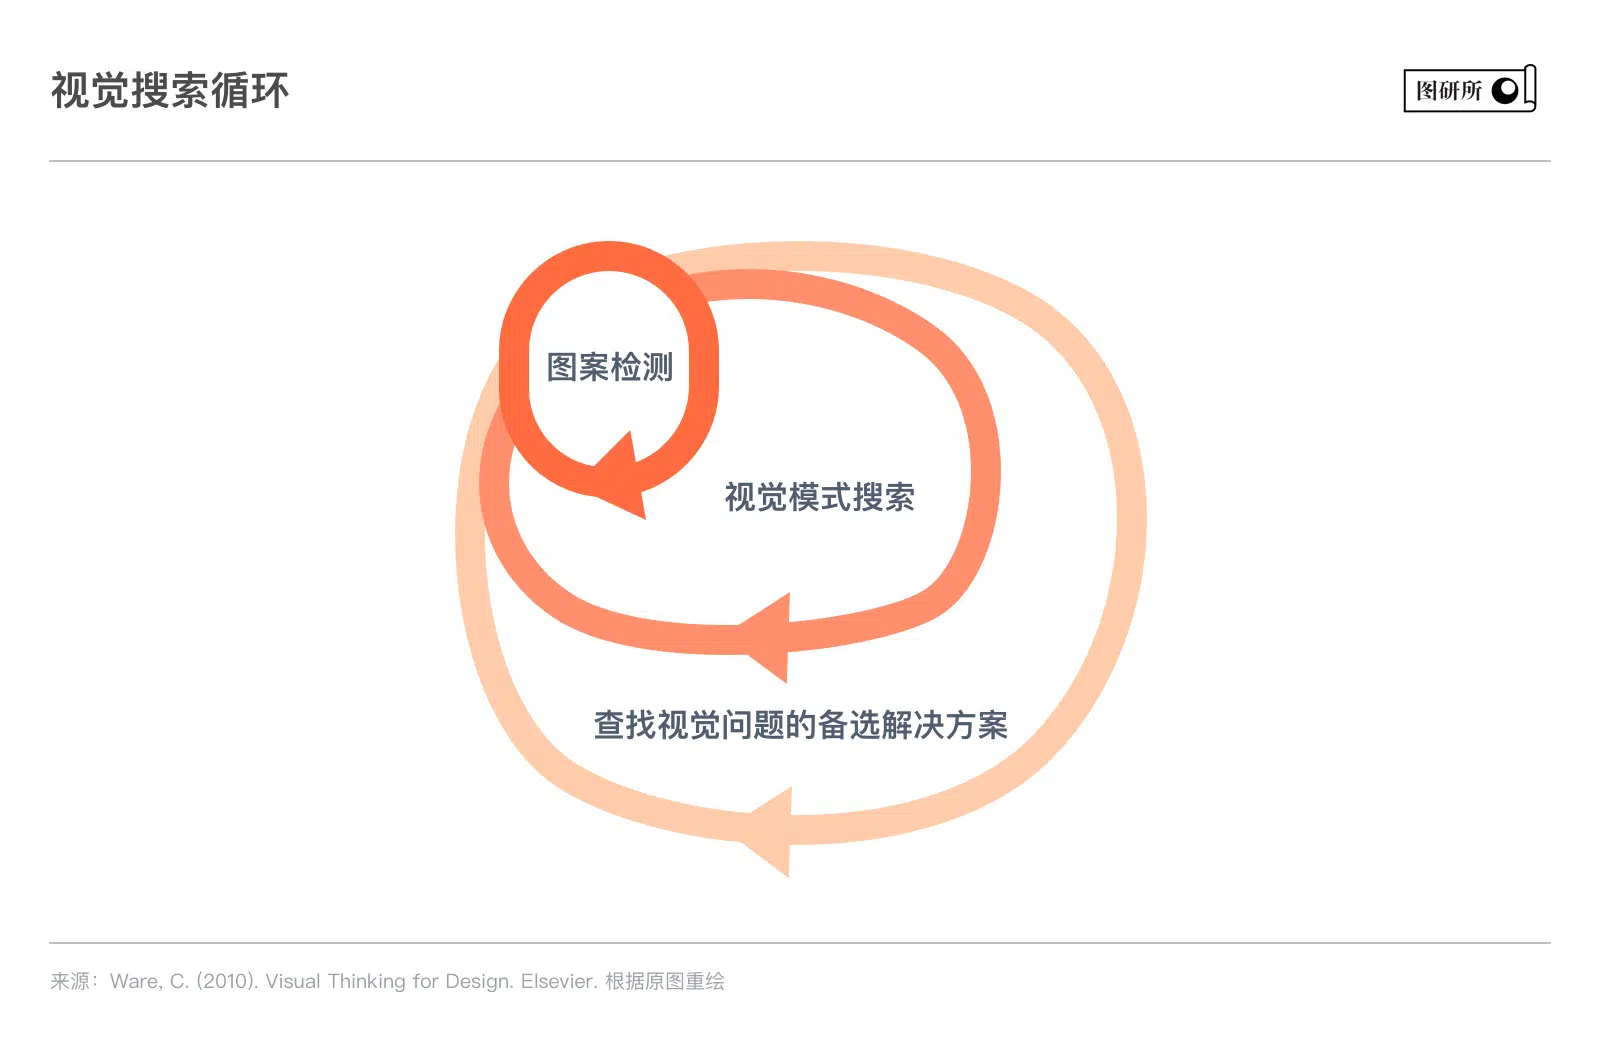 视觉搜索循环
图研所
图案检测
视觉模式搜索
查找视觉问题的备选解决方案
来源：Ware, C. (2010). Visual Thinking for Design. Elsevier. 根据原图重绘